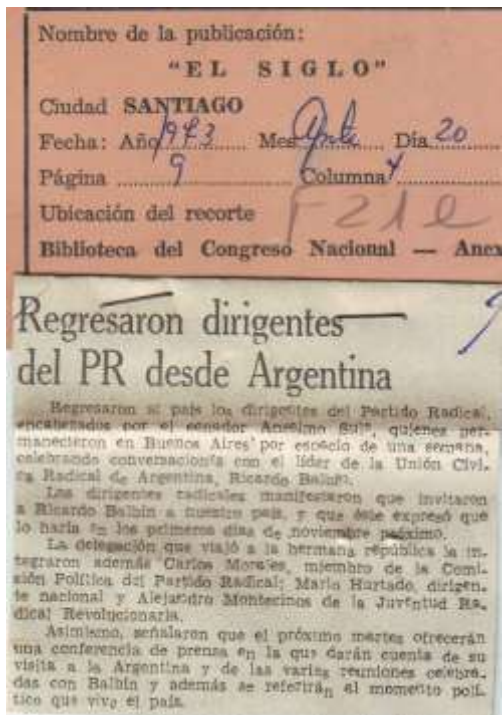 Nombre de la publicación:
"EL SIGLO"
Ciudad SANTIAGO
Fecha: Año 1973 Mes Día 20
Página 9 Columna 4
Ubicación del recorte F21e
Biblioteca del Congreso Nacional — Anex
Regresaron dirigentes
del PR desde Argentina
Regresaron al país los dirigentes del Partido Radical,
encabezados por el senador Anselmo Sule, quienes per-
manecieron en Buenos Aires por espacio de una semana,
celebrando conversaciones con el líder de la Unión Cívi-
ca Radical de Argentina, Ricardo Balbín.
Los dirigentes radicales manifestaron que invitaron
a Ricardo Balbín a nuestro país, y que éste expresó que
lo haría en los primeros días de noviembre próximo.
La delegación que viajó a la hermana república la in-
tegraron además Carlos Morales, miembro de la Comi-
sión Política del Partido Radical; Mario Hurtado, dirigen-
te nacional y Alejandro Montecinos de la Juventud Ra-
dical Revolucionaria.
Asimismo, señalaron que el próximo martes ofrecerán
una conferencia de prensa en la que darán cuenta de su
visita a la Argentina y de las varias reuniones celebra-
das con Balbín y además se referirán al momento polí-
tico que vive el país.